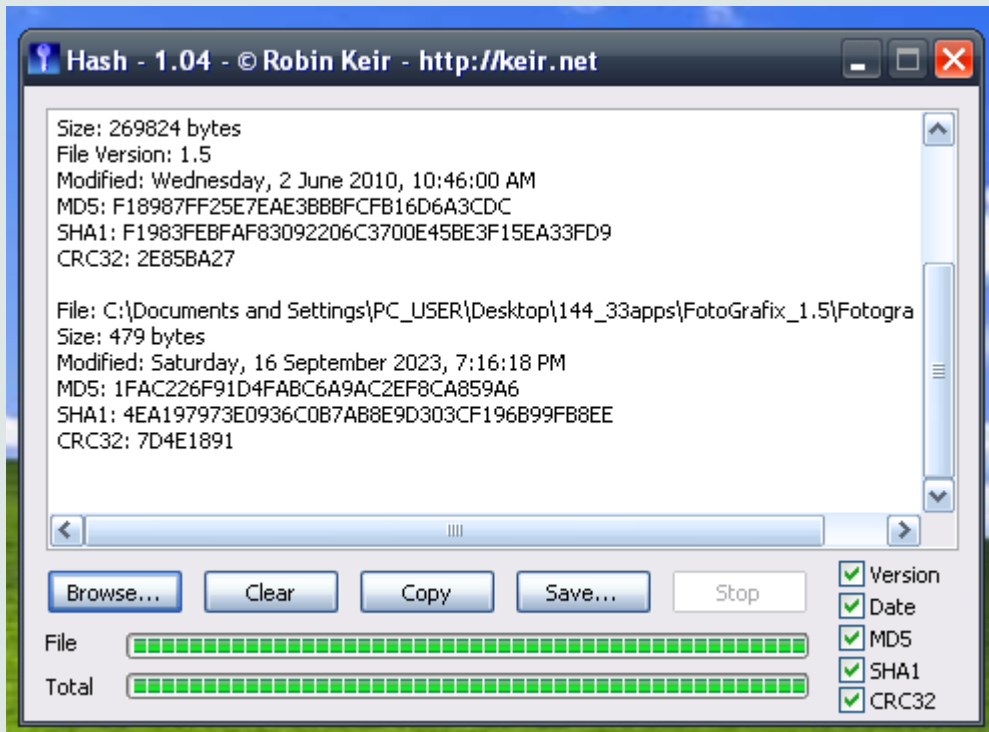 Hash - 1.04 - © Robin Keir - http://keir.net
Size: 269824 bytes
File Version: 1.5
Modified: Wednesday, 2 June 2010, 10:46:00 AM
MD5: F18987FF25E7EAE3BBBFCFB16D6A3CDC
SHA1: F1983FEBFAF83092206C3700E45BE3F15EA33FD9
CRC32: 2E85BA27
File: C:\Documents and Settings\PC_USER\Desktop\144_33apps\FotoGrafix_1.5\Fotogra
Size: 479 bytes
Modified: Saturday, 16 September 2023, 7:16:18 PM
MD5: 1FAC226F91D4FABC6A9AC2EF8CA859A6
SHA1: 4EA197973E0936C0B7AB8E9D303CF196B99FB8EE
CRC32: 7D4E1891
Browse... Clear Copy Save... Stop
Version
Date
MD5
SHA1
CRC32
File
Total